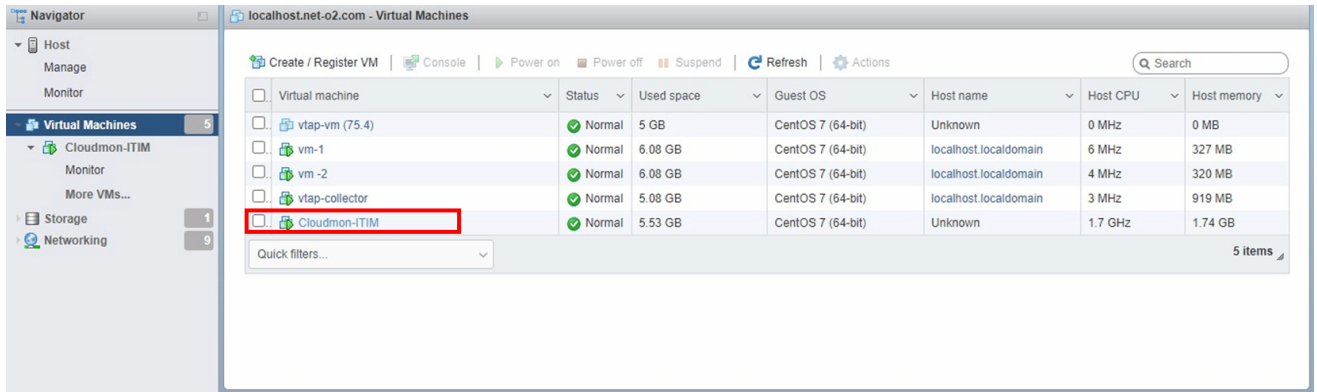 Navigator
Host
Manage
Monitor
Virtual Machines 5
Cloudmon-ITIM
Monitor
More VMs...
Storage 1
Networking 9
localhost.net-o2.com - Virtual Machines
Create / Register VM | Console | Power on Power off Suspend | Refresh | Actions Search
Virtual machine Status Used space Guest OS Host name Host CPU Host memory
vtap-vm (75.4) Normal 5 GB CentOS 7 (64-bit) Unknown 0 MHz 0 MB
vm-1 Normal 6.08 GB CentOS 7 (64-bit) localhost.localdomain 6 MHz 327 MB
vm -2 Normal 6.08 GB CentOS 7 (64-bit) localhost.localdomain 4 MHz 320 MB
vtap-collector Normal 5.08 GB CentOS 7 (64-bit) localhost.localdomain 3 MHz 919 MB
Cloudmon-ITIM Normal 5.53 GB CentOS 7 (64-bit) Unknown 1.7 GHz 1.74 GB
Quick filters... 5 items